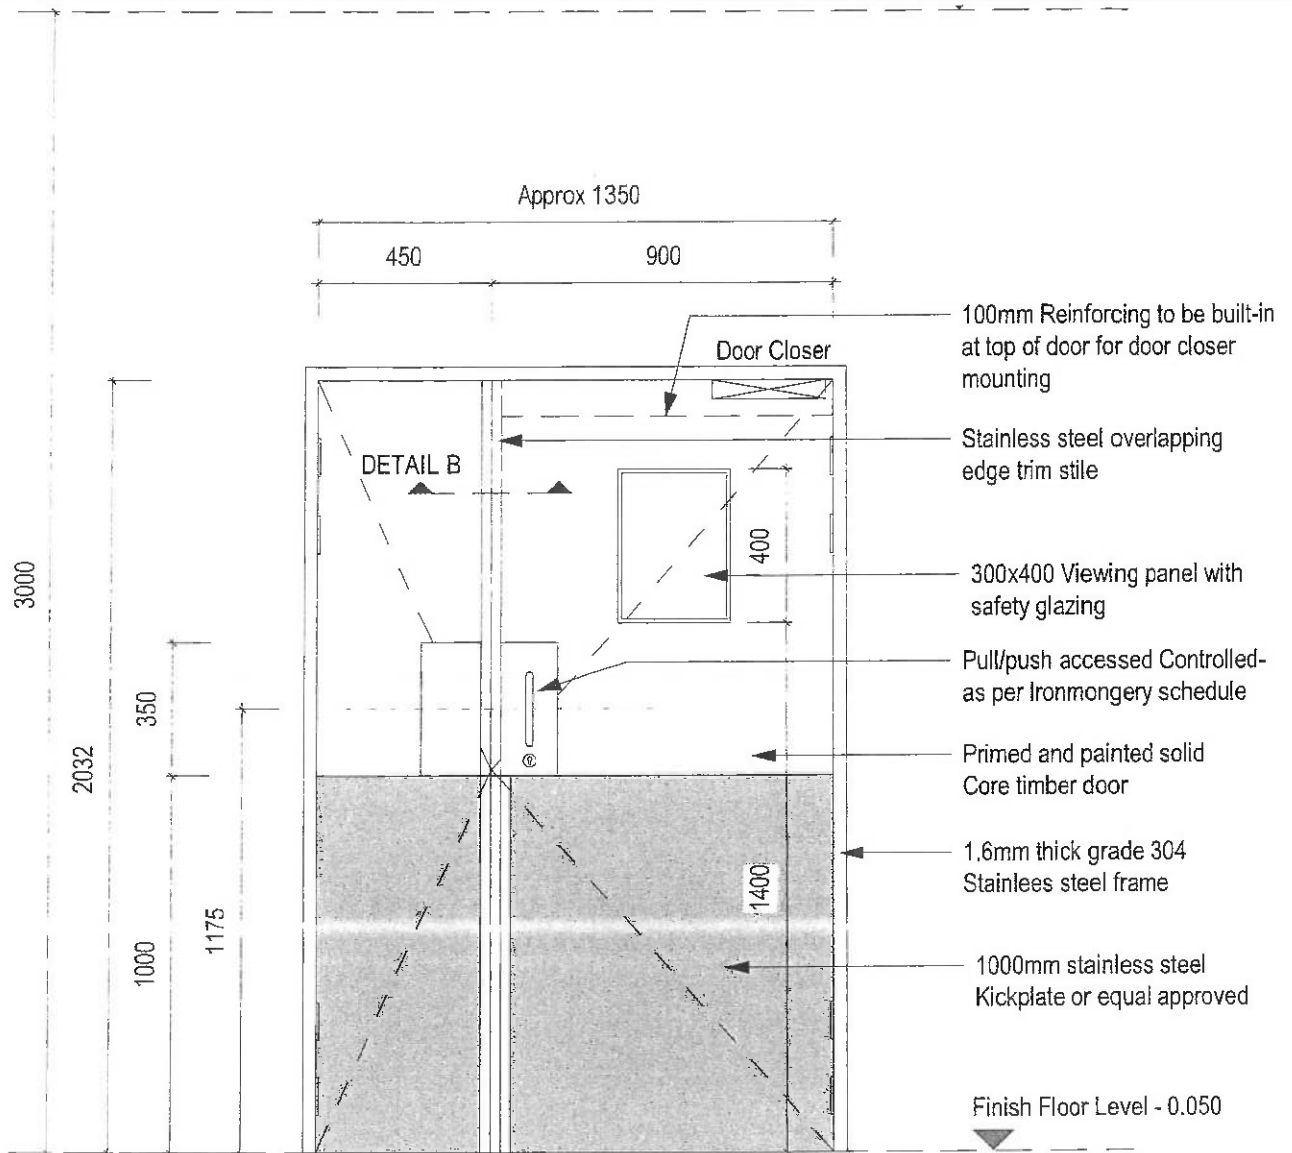 Approx 1350
450
900
100mm Reinforcing to be built-in
at top of door for door closer
mounting
Door Closer
Stainless steel overlapping
edge trim stile
DETAIL B
400
3000
300x400 Viewing panel with
safety glazing
Pull/push accessed Controlled-
as per Ironmongery schedule
350
2032
Primed and painted solid
Core timber door
1,6mm thick grade 304
Stainlees steel frame
1400
1175
1000
1000mm stainless steel
Kickplate or equal approved
Finish Floor Level - 0.050